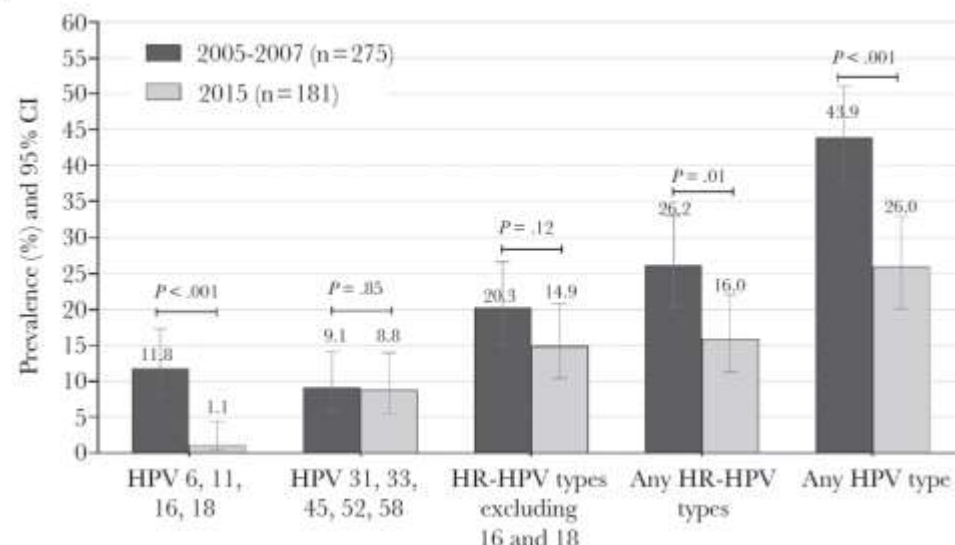 60
55
50
45
40
35
30
25
20
15
10
5
0
Prevalence (%) and 95% CI
2005-2007 (n=275)
2015 (n=181)
P < .001
11.8
1.1
P = .85
9.1
8.8
P = .12
20.3
14.9
P = .01
26.2
16.0
P < .001
43.9
26.0
HPV 6, 11,
16, 18
HPV 31, 33,
45, 52, 58
HR-HPV types
excluding
16 and 18
Any HR-HPV
types
Any HPV type